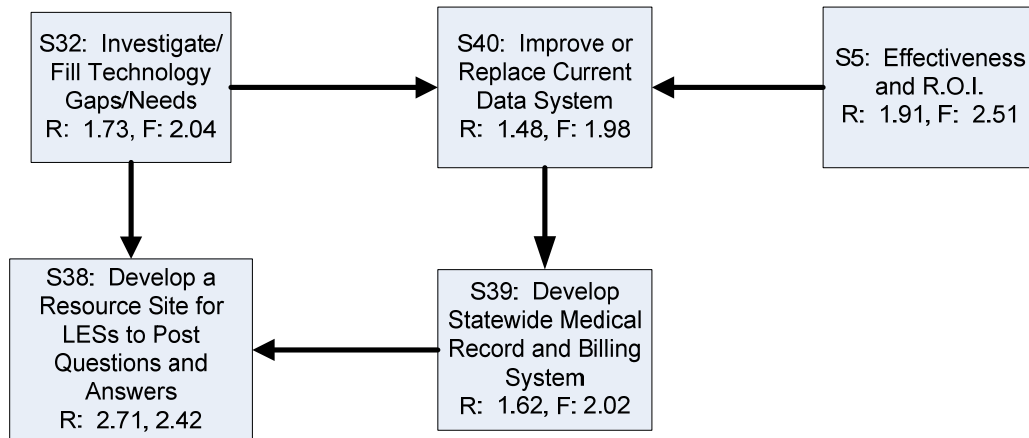 S32:  Investigate/
Fill Technology
Gaps/Needs
R:  1.73, F: 2.04
S40:  Improve or
Replace Current
Data System
R:  1.48, F: 1.98
S5:  Effectiveness
and R.O.I.
R:  1.91, F:  2.51
S38:  Develop a
Resource Site for
LESs to Post
Questions and
Answers
R:  2.71, 2.42
S39:  Develop
Statewide Medical
Record and Billing
System
R:  1.62, F: 2.02